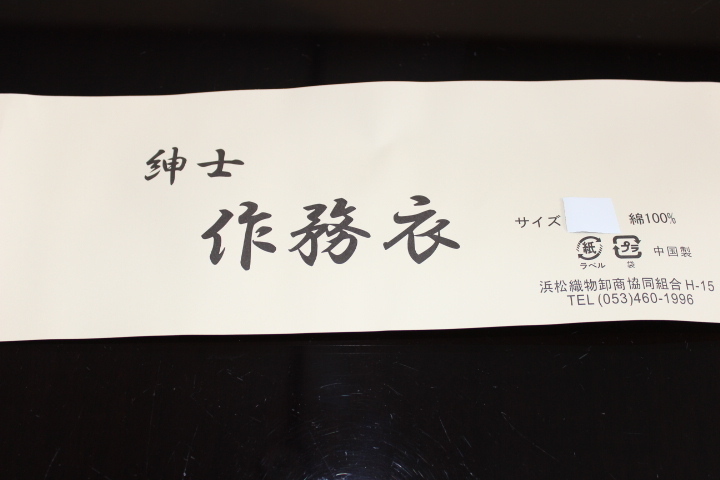 紳士
作務衣
サイズ 綿100%
紙 プラ 中国製
ラベル 袋
浜松織物卸商協同組合 H-15
TEL (053)460-1996